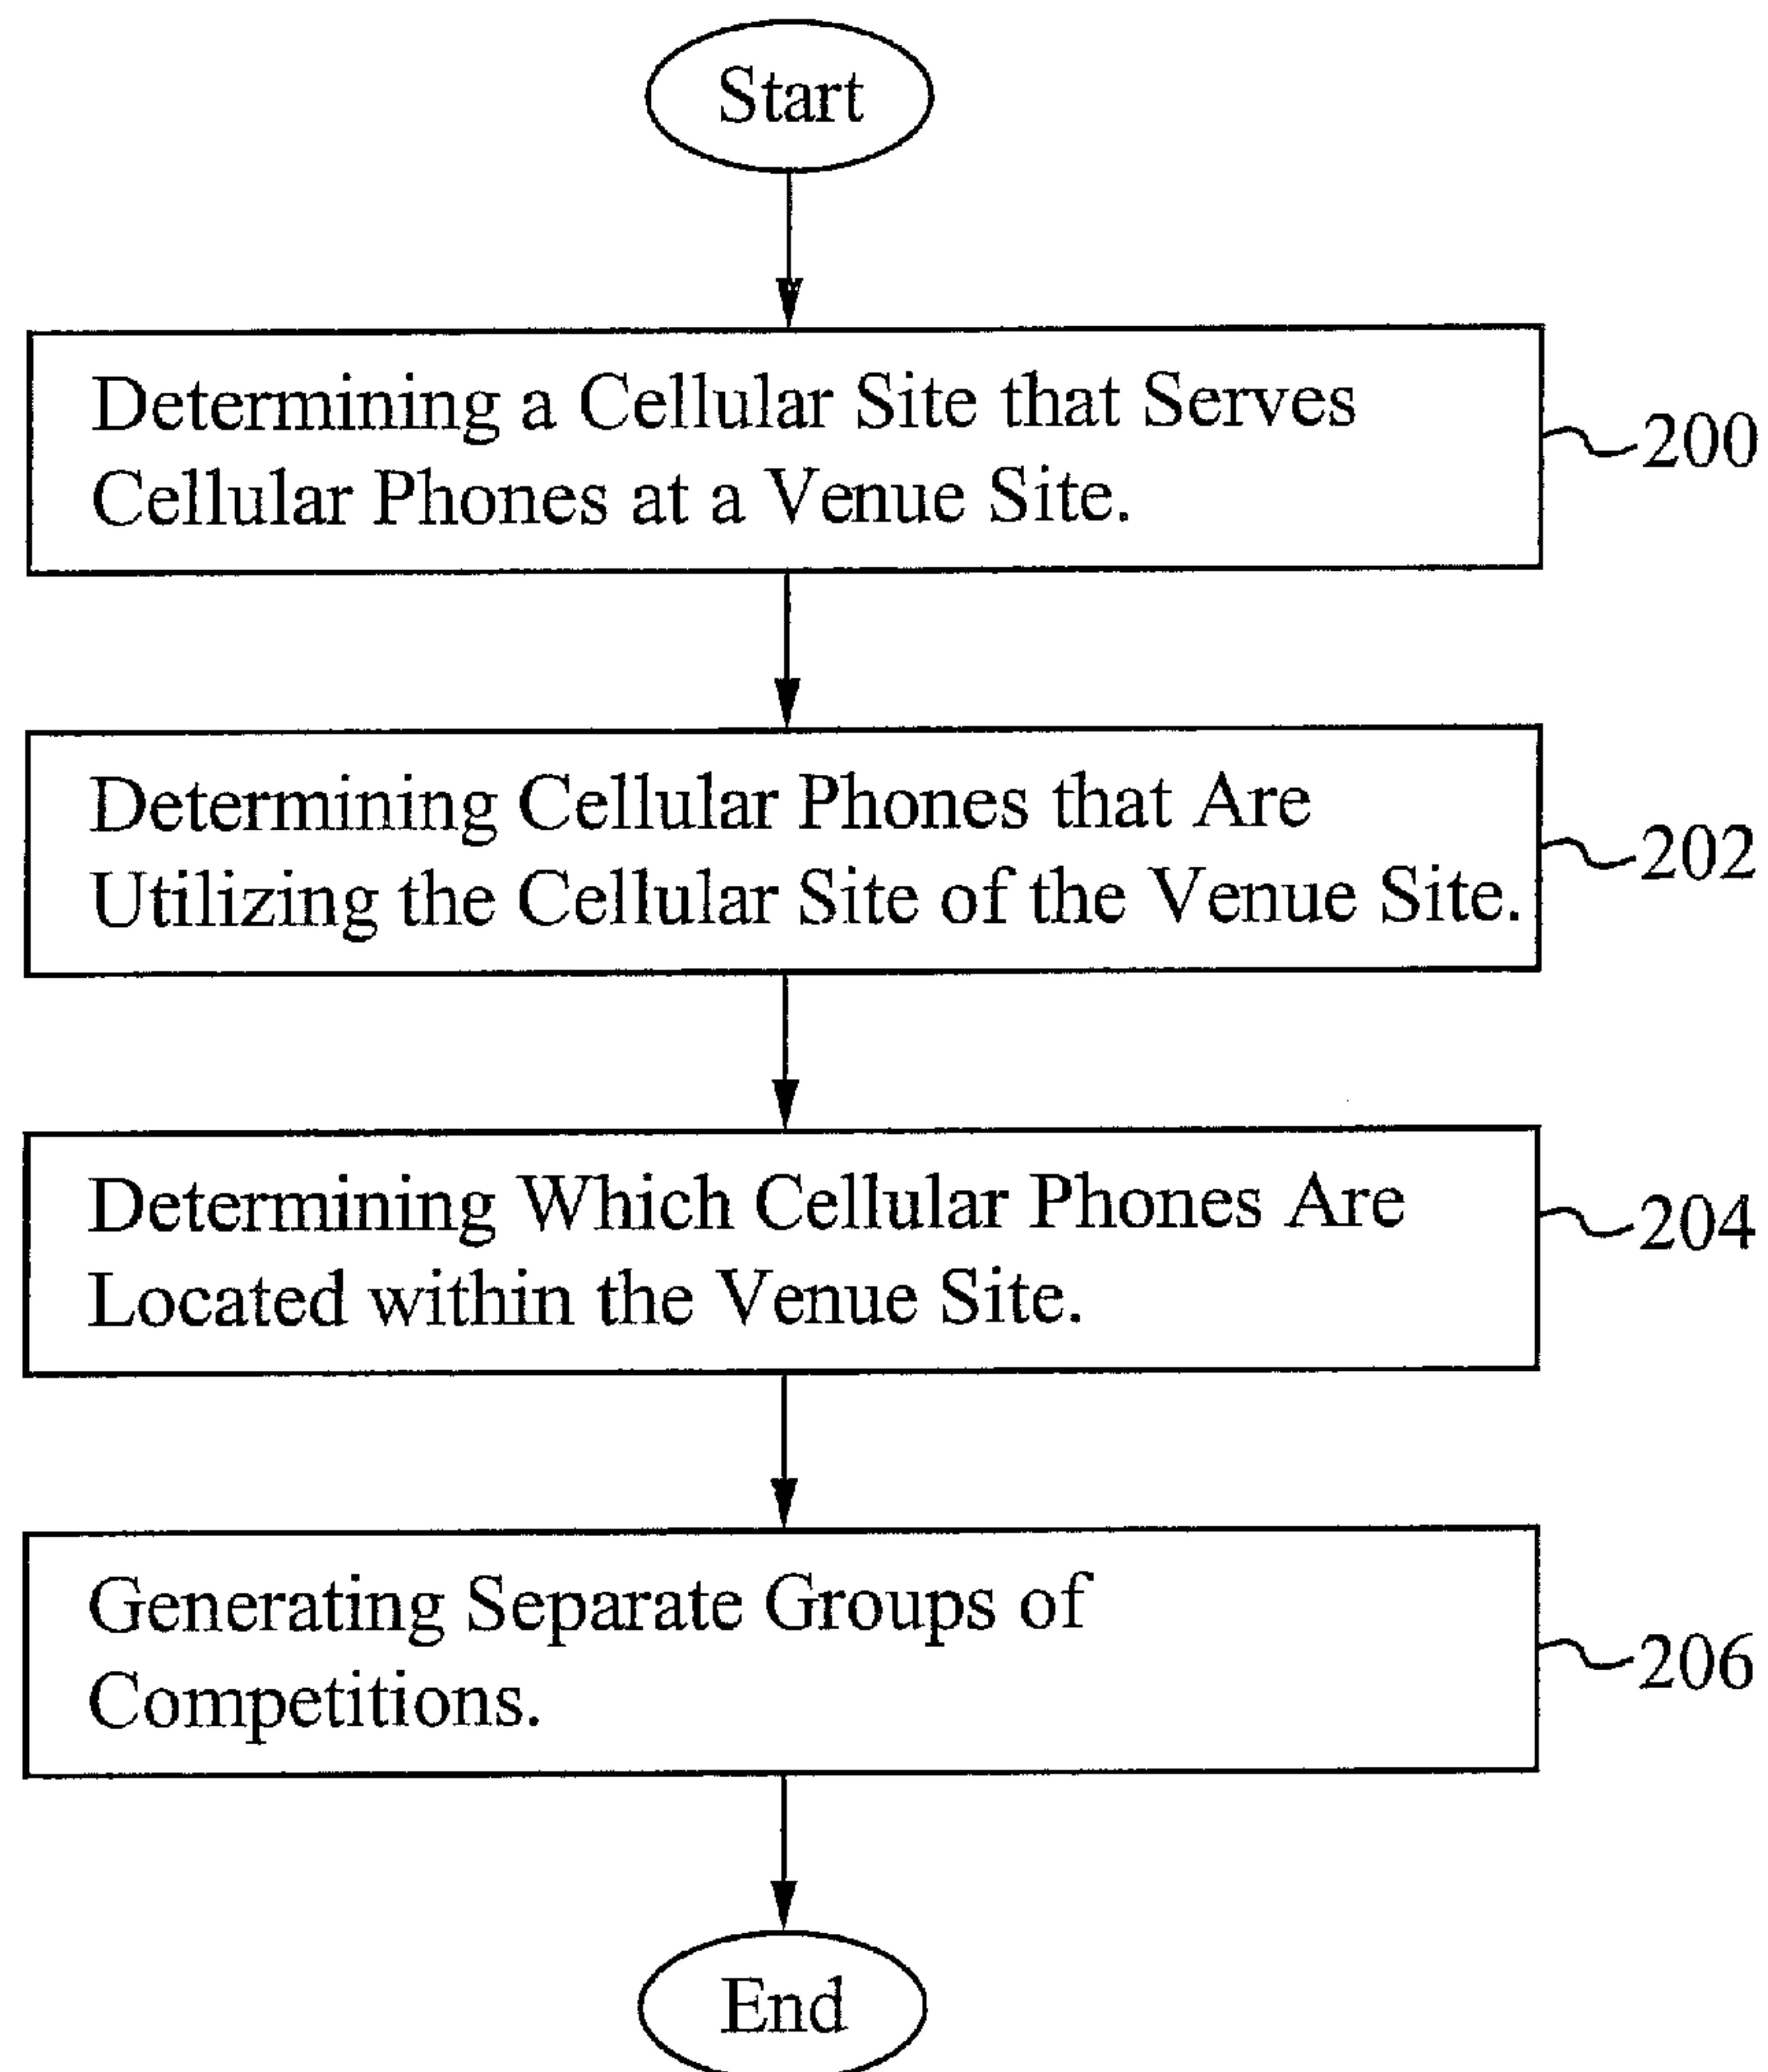 Start
Determining a Cellular Site that Serves
Cellular Phones at a Venue Site.
200
Determining Cellular Phones that Are
Utilizing the Cellular Site of the Venue Site.
202
Determining Which Cellular Phones Are
Located within the Venue Site.
204
Generating Separate Groups of
Competitions.
206
End